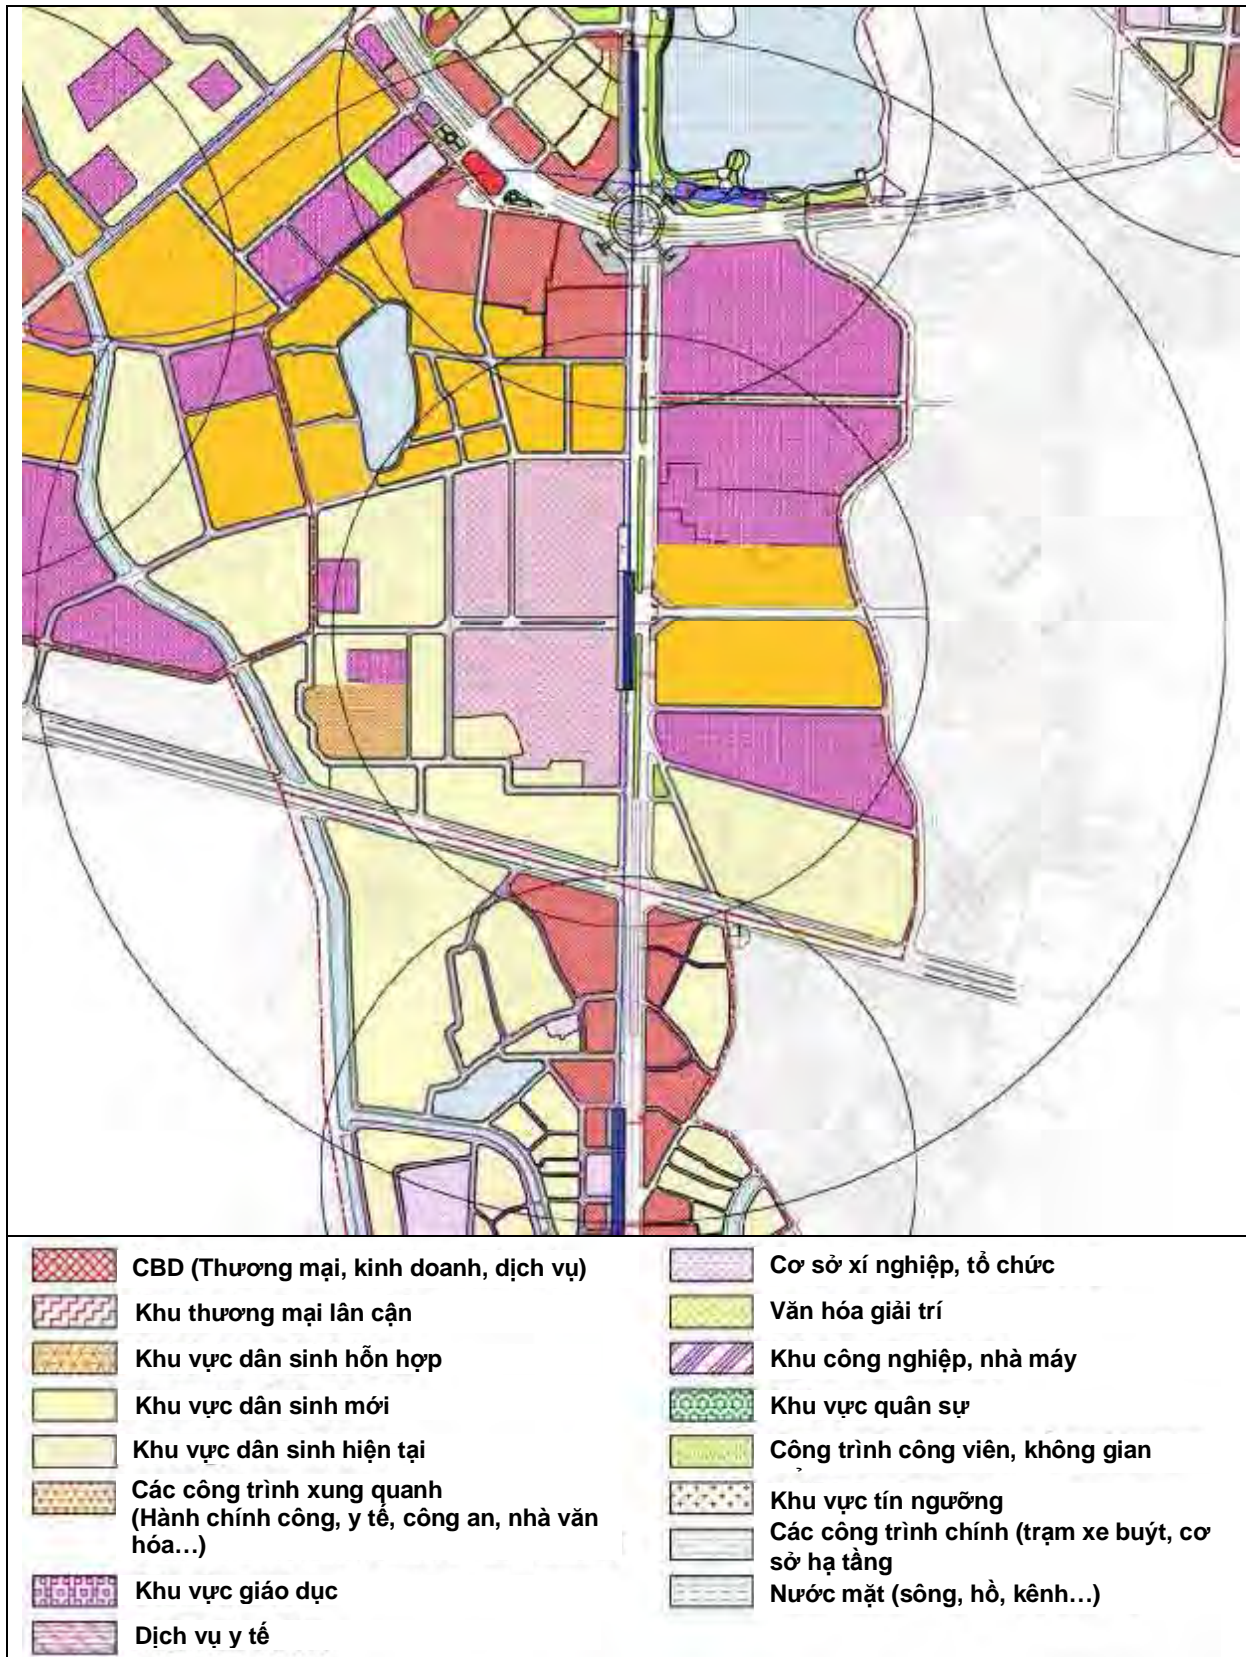 CBD (Thương mại, kinh doanh, dịch vụ)
Khu thương mại lân cận
Khu vực dân sinh hỗn hợp
Khu vực dân sinh mới
Khu vực dân sinh hiện tại
Các công trình xung quanh
(Hành chính công, y tế, công an, nhà văn
hóa…)
Khu vực giáo dục
Dịch vụ y tế
Cơ sở xí nghiệp, tổ chức
Văn hóa giải trí
Khu công nghiệp, nhà máy
Khu vực quân sự
Công trình công viên, không gian
Khu vực tín ngưỡng
Các công trình chính (trạm xe buýt, cơ
sở hạ tầng
Nước mặt (sông, hồ, kênh…)